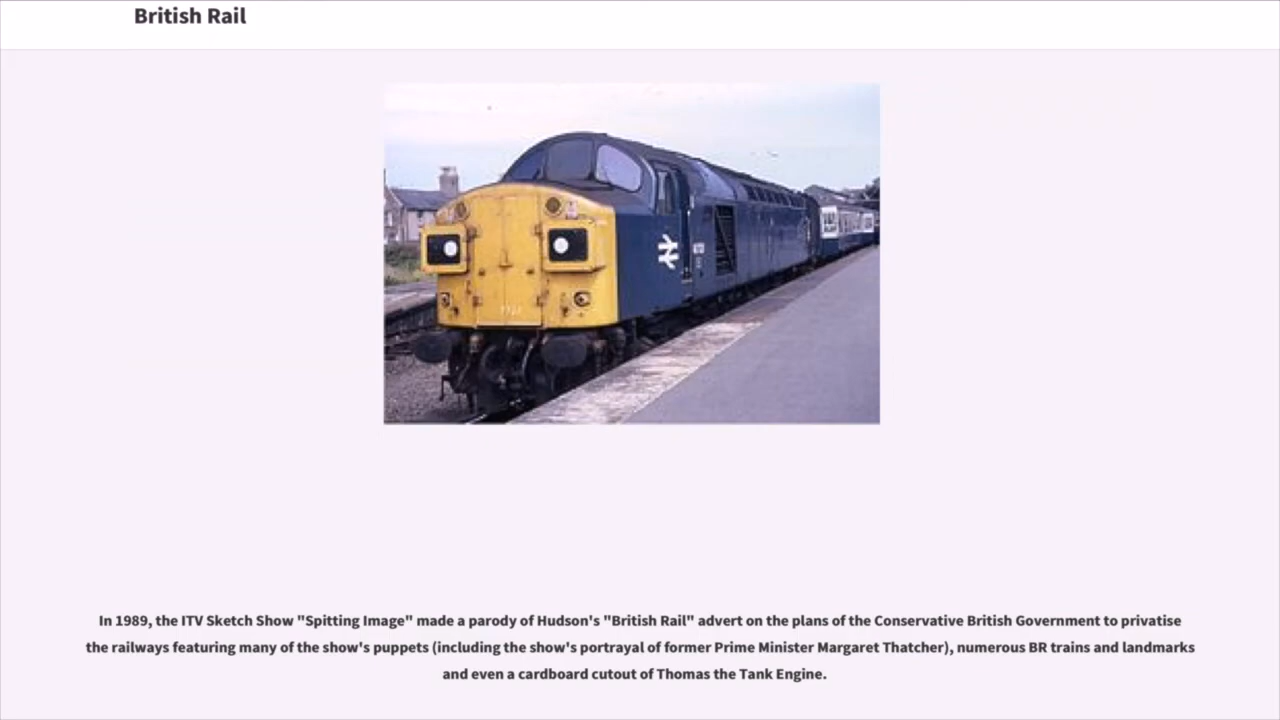 British Rail
In 1989, the ITV Sketch Show "Spitting Image" made a parody of Hudson's "British Rail" advert on the plans of the Conservative British Government to privatise
the railways featuring many of the show's puppets (including the show's portrayal of former Prime Minister Margaret Thatcher), numerous BR trains and landmarks
and even a cardboard cutout of Thomas the Tank Engine.